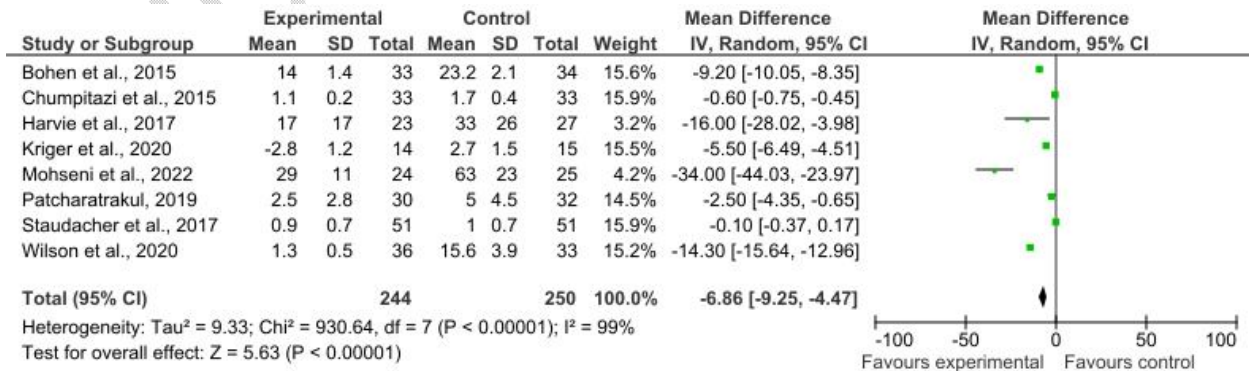 Experimental Control Mean Difference Mean Difference
Study or Subgroup Mean SD Total Mean SD Total Weight IV, Random, 95% CI IV, Random, 95% CI
Bohen et al., 2015 14 1.4 33 23.2 2.1 34 15.6% -9.20 [-10.05, -8.35]
Chumpitazi et al., 2015 1.1 0.2 33 1.7 0.4 33 15.9% -0.60 [-0.75, -0.45]
Harvie et al., 2017 17 17 23 33 26 27 3.2% -16.00 [-28.02, -3.98]
Kriger et al., 2020 -2.8 1.2 14 2.7 1.5 15 15.5% -5.50 [-6.49, -4.51]
Mohseni et al., 2022 29 11 24 63 23 25 4.2% -34.00 [-44.03, -23.97]
Patcharatrakul, 2019 2.5 2.8 30 5 4.5 32 14.5% -2.50 [-4.35, -0.65]
Staudacher et al., 2017 0.9 0.7 51 1 0.7 51 15.9% -0.10 [-0.37, 0.17]
Wilson et al., 2020 1.3 0.5 36 15.6 3.9 33 15.2% -14.30 [-15.64, -12.96]
Total (95% CI) 244 250 100.0% -6.86 [-9.25, -4.47]
Heterogeneity: Tau² = 9.33; Chi² = 930.64, df = 7 (P < 0.00001); I² = 99%
Test for overall effect: Z = 5.63 (P < 0.00001)
-100 -50 0 50 100
Favours experimental Favours control